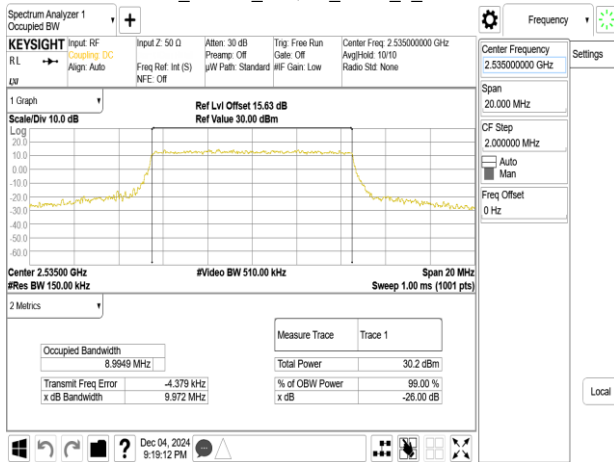 Spectrum Analyzer 1
Occupied BW
Frequency
KEYSIGHT
RL
Input: RF
Coupling: DC
Align: Auto
Input Z: 50 Ω
Freq Ref: Int (S)
NFE: Off
Atten: 30 dB
Preamp: Off
µW Path: Standard
Trig: Free Run
Gate: Off
#IF Gain: Low
Center Freq: 2.535000000 GHz
Avg|Hold: 10/10
Radio Std: None
Center Frequency
2.535000000 GHz
Settings
Span
20.000 MHz
CF Step
2.000000 MHz
Auto
Man
Freq Offset
0 Hz
1 Graph
Scale/Div 10.0 dB
Ref Lvl Offset 15.63 dB
Ref Value 30.00 dBm
Log
20.0
10.0
0.00
-10.0
-20.0
-30.0
-40.0
-50.0
-60.0
Center 2.53500 GHz
#Res BW 150.00 kHz
#Video BW 510.00 kHz
Span 20 MHz
Sweep 1.00 ms (1001 pts)
2 Metrics
Measure Trace Trace 1
Occupied Bandwidth
8.9949 MHz
Total Power 30.2 dBm
Transmit Freq Error -4.379 kHz
% of OBW Power 99.00 %
x dB Bandwidth 9.972 MHz
x dB -26.00 dB
Local
Dec 04, 2024
9:19:12 PM